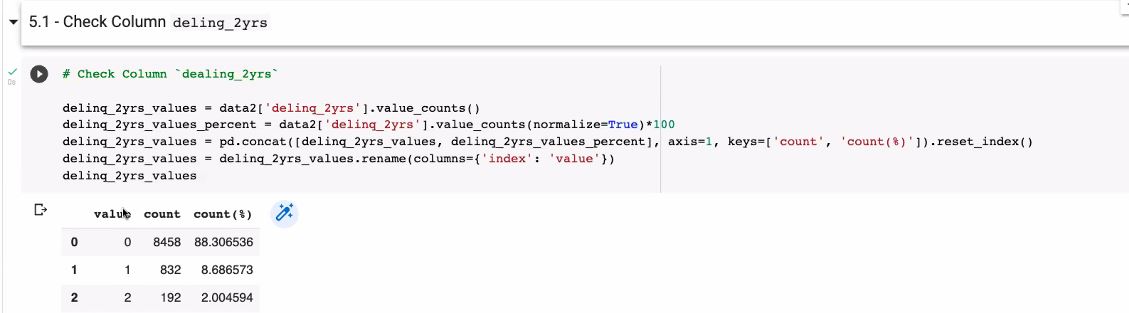 5.1 - Check Column delinq_2yrs
0s
# Check Column `dealing_2yrs`
delinq_2yrs_values = data2['delinq_2yrs'].value_counts()
delinq_2yrs_values_percent = data2['delinq_2yrs'].value_counts(normalize=True)*100
delinq_2yrs_values = pd.concat([delinq_2yrs_values, delinq_2yrs_values_percent], axis=1, keys=['count', 'count(%)']).reset_index()
delinq_2yrs_values = delinq_2yrs_values.rename(columns={'index': 'value'})
delinq_2yrs_values
value count count(%)
0 0 8458 88.306536
1 1 832 8.686573
2 2 192 2.004594